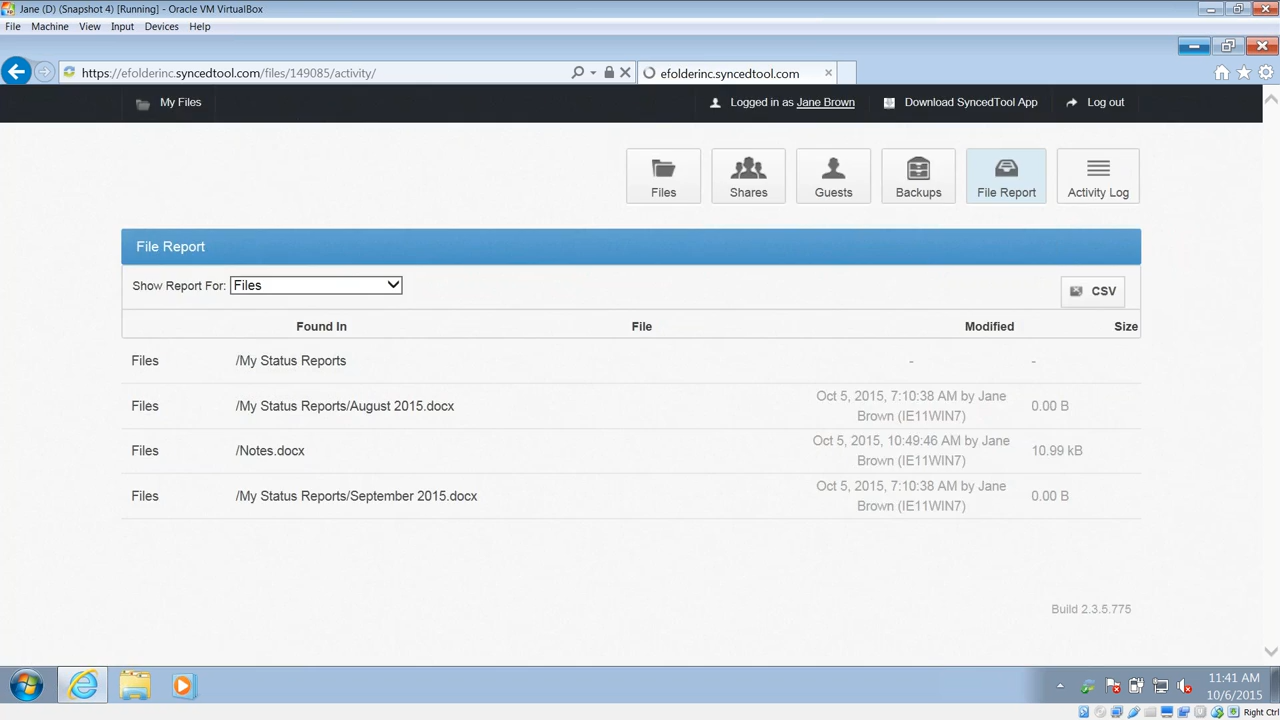 Jane (D) (Snapshot 4) [Running] - Oracle VM VirtualBox
File Machine View Input Devices Help
https://efolderinc.syncedtool.com/files/149085/activity/ efolderinc.syncedtool.com
My Files Logged in as Jane Brown Download SyncedTool App Log out
Files Shares Guests Backups File Report Activity Log
File Report
Show Report For: Files CSV
Found In File Modified Size
Files /My Status Reports - -
Files /My Status Reports/August 2015.docx Oct 5, 2015, 7:10:38 AM by Jane Brown (IE11WIN7) 0.00 B
Files /Notes.docx Oct 5, 2015, 10:49:46 AM by Jane Brown (IE11WIN7) 10.99 kB
Files /My Status Reports/September 2015.docx Oct 5, 2015, 7:10:38 AM by Jane Brown (IE11WIN7) 0.00 B
Build 2.3.5.775
11:41 AM
10/6/2015
Right Ctrl